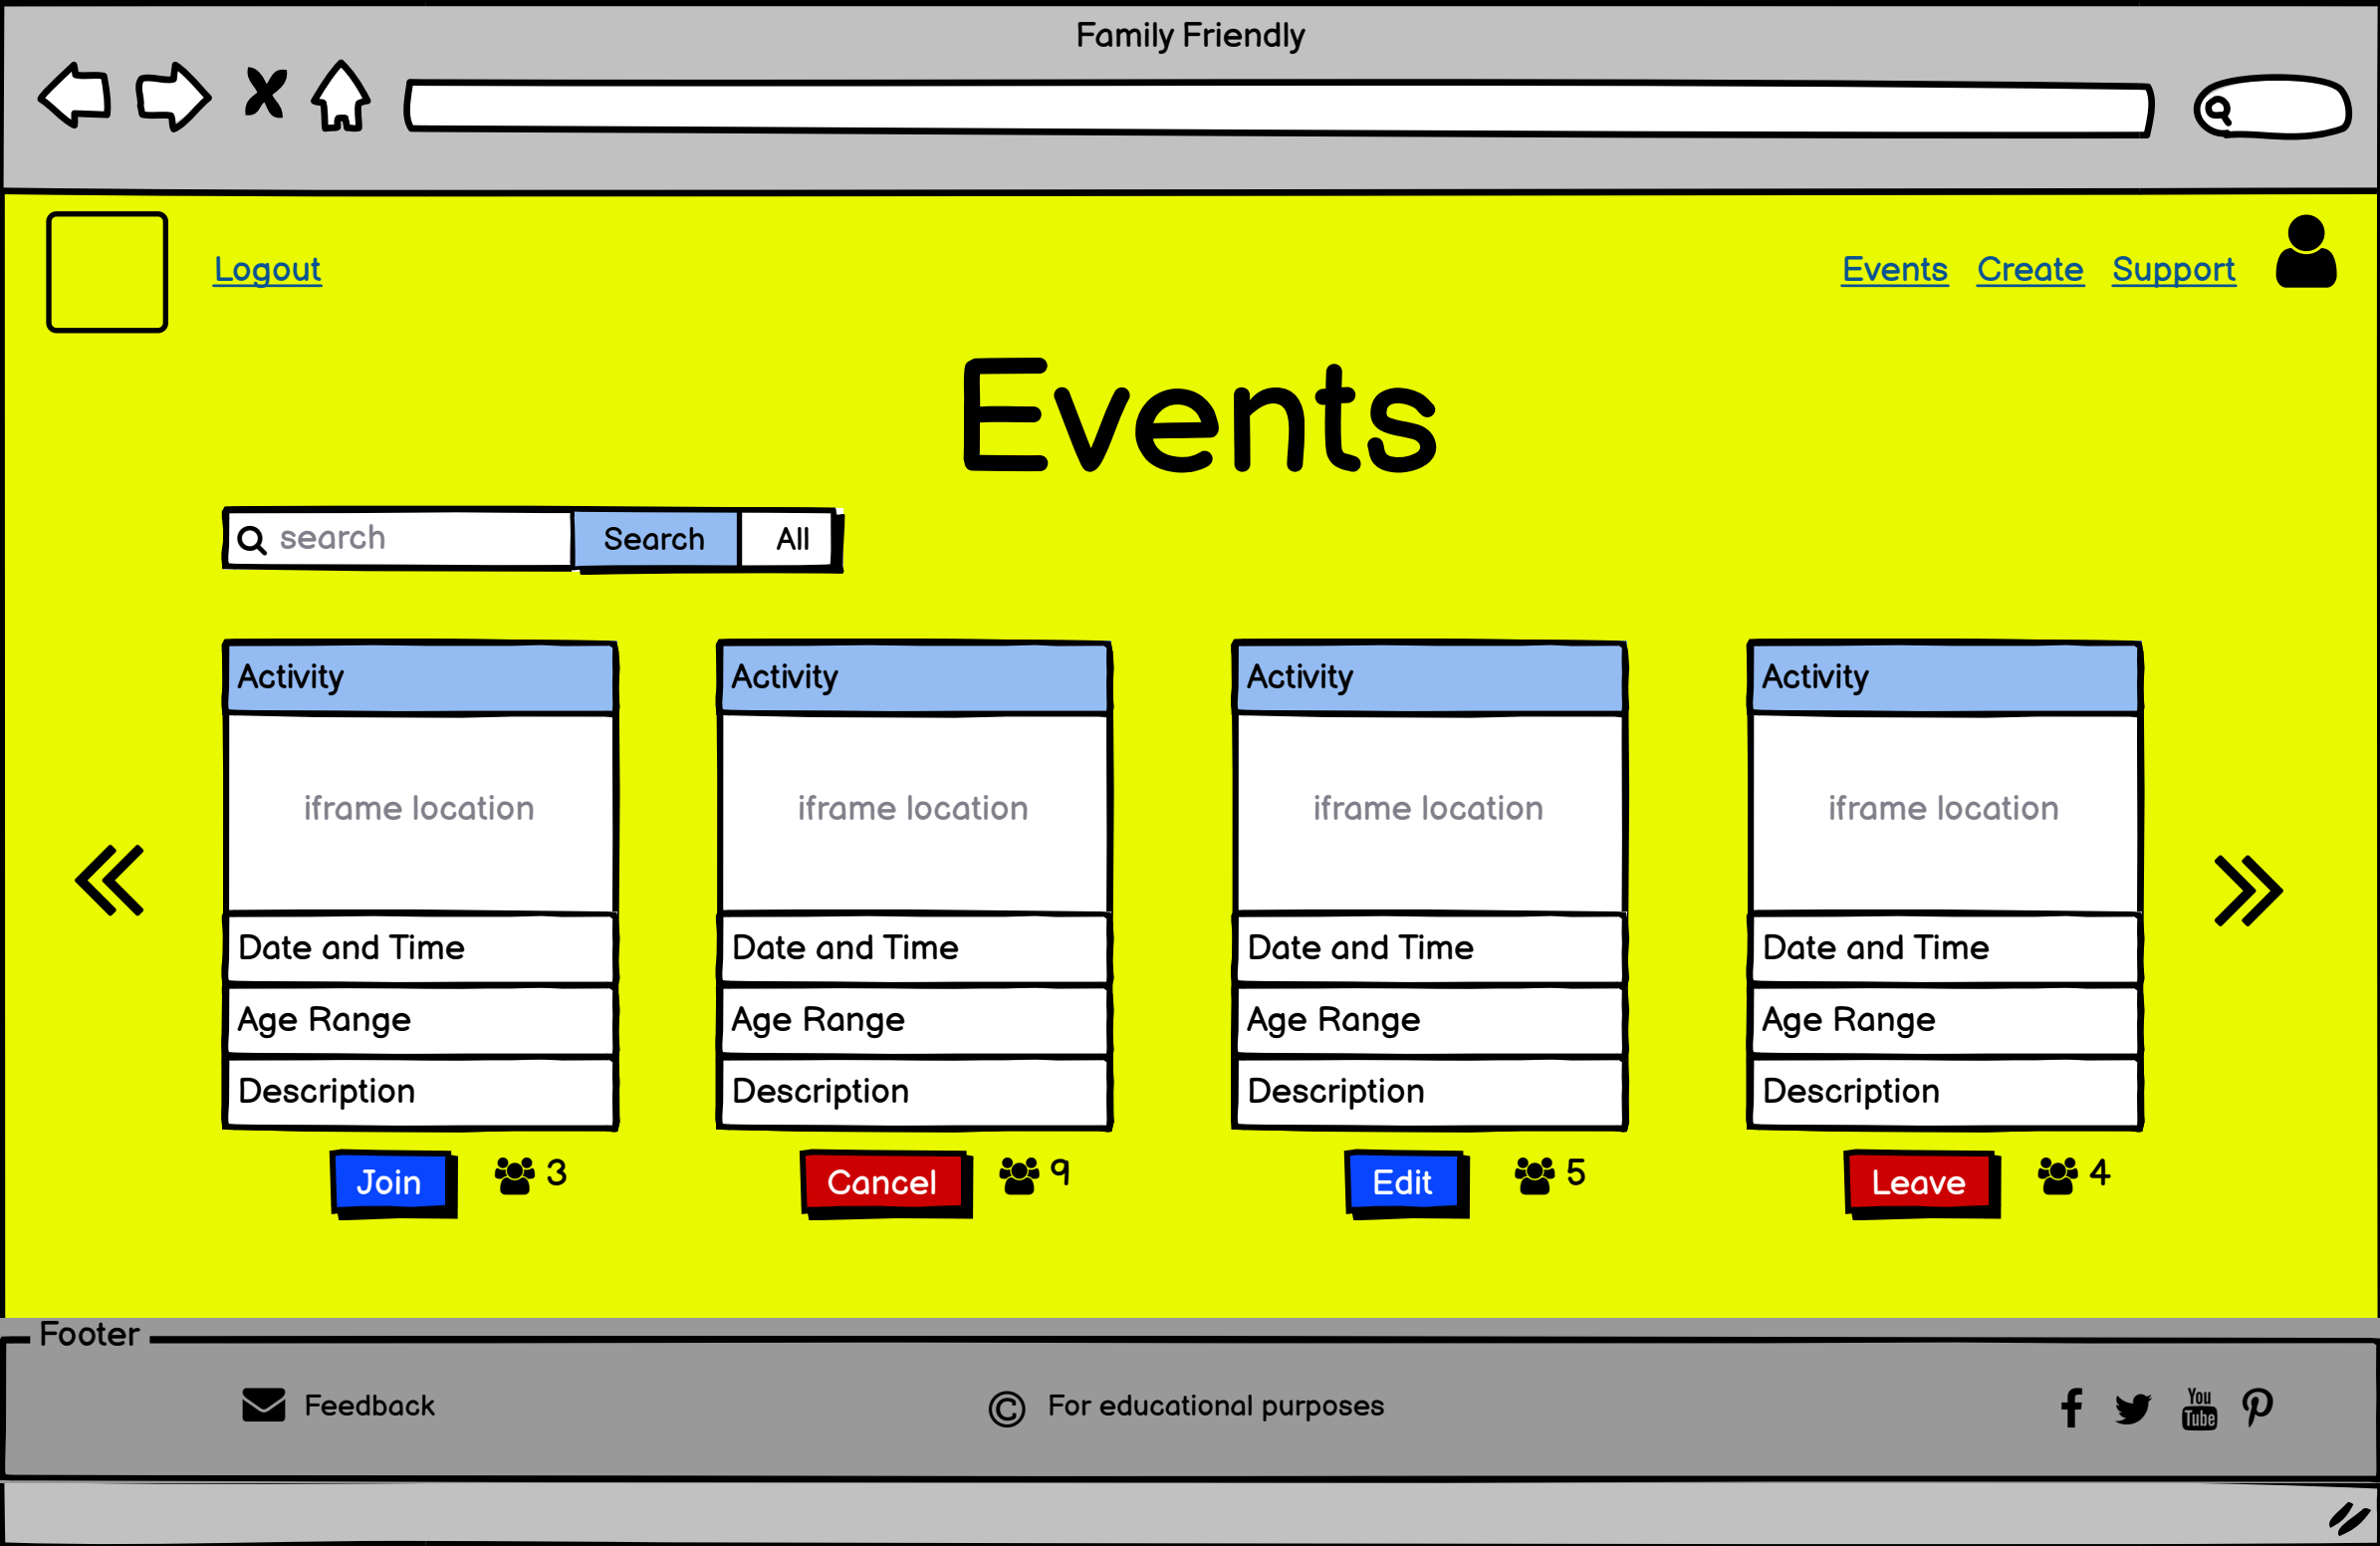 Family Friendly
Logout
Events Create Support
Events
search Search All
Activity Activity Activity Activity
iframe location iframe location iframe location iframe location
Date and Time Date and Time Date and Time Date and Time
Age Range Age Range Age Range Age Range
Description Description Description Description
Join 3 Cancel 9 Edit 5 Leave 4
Footer
Feedback © For educational purposes You Tube